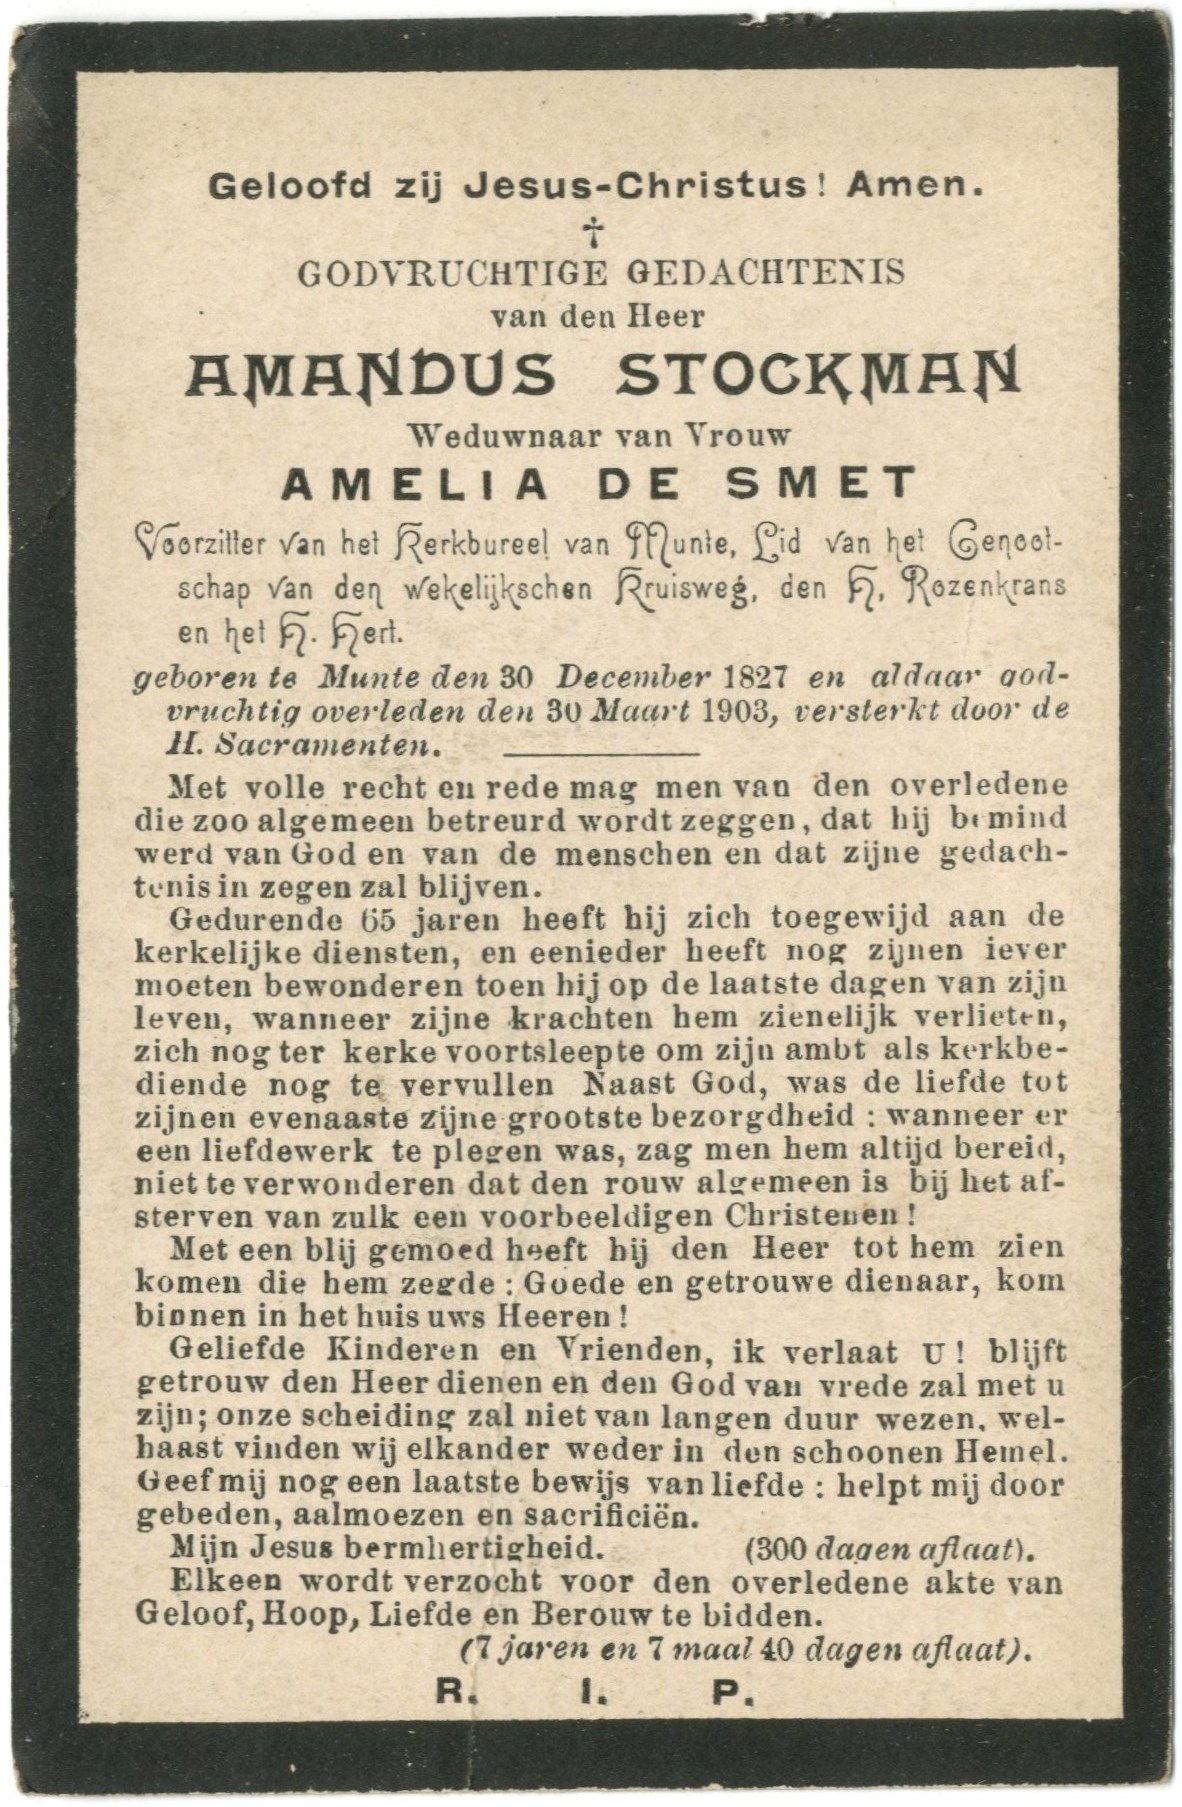 Geloofd zij Jesus-Christus! Amen.
†
GODVRUCHTIGE GEDACHTENIS
van den Heer
AMANDUS STOCKMAN
Weduwnaar van Vrouw
AMELIA DE SMET
Voorzitter van het Kerkbureel van Munte, Lid van het Genoot-
schap van den wekelijkschen Kruisweg, den H. Rozenkrans
en het H. Hert.
geboren te Munte den 30 December 1827 en aldaar god-
vruchtig overleden den 30 Maart 1903, versterkt door de
H. Sacramenten.
Met volle recht en rede mag men van den overledene
die zoo algemeen betreurd wordt zeggen, dat hij bemind
werd van God en van de menschen en dat zijne gedach-
tenis in zegen zal blijven.
Gedurende 65 jaren heeft hij zich toegewijd aan de
kerkelijke diensten, en eenieder heeft nog zijnen iever
moeten bewonderen toen hij op de laatste dagen van zijn
leven, wanneer zijne krachten hem zienelijk verlieten,
zich nog ter kerke voortsleepte om zijn ambt als kerkbe-
diende nog te vervullen Naast God, was de liefde tot
zijnen evenaaste zijne grootste bezorgdheid : wanneer er
een liefdewerk te plegen was, zag men hem altijd bereid,
niet te verwonderen dat den rouw algemeen is bij het af-
sterven van zulk een voorbeeldigen Christenen!
Met een blij gemoed heeft hij den Heer tot hem zien
komen die hem zegde : Goede en getrouwe dienaar, kom
binnen in het huis uws Heeren!
Geliefde Kinderen en Vrienden, ik verlaat U! blijft
getrouw den Heer dienen en den God van vrede zal met u
zijn; onze scheiding zal niet van langen duur wezen, wel-
haast vinden wij elkander weder in den schoonen Hemel.
Geef mij nog een laatste bewijs van liefde : helpt mij door
gebeden, aalmoezen en sacrificiën.
Mijn Jesus bermhertigheid. (300 dagen aflaat).
Elkeen wordt verzocht voor den overledene akte van
Geloof, Hoop, Liefde en Berouw te bidden.
(7 jaren en 7 maal 40 dagen aflaat).
R. I. P.